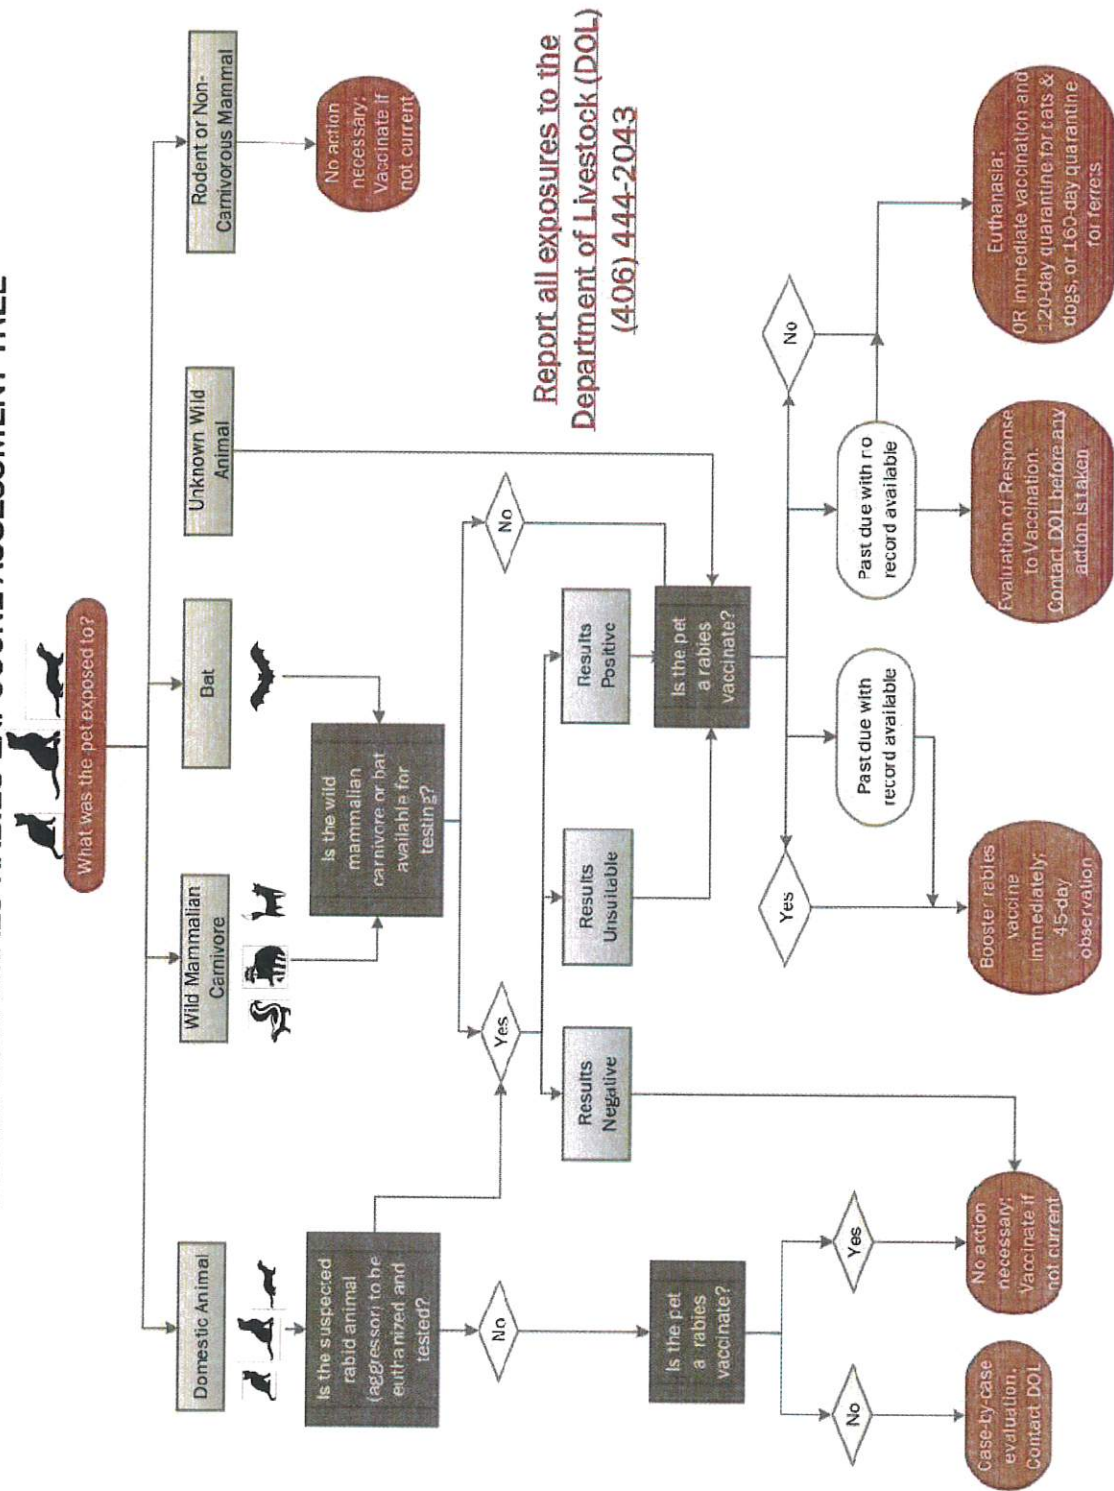 RABIES EXPOSURE ASSESSMENT TREE
What was the pet exposed to?
Domestic Animal
Wild Mammalian
Carnivore
Bat
Unknown Wild
Animal
Rodent or Non-
Carnivorous Mammal
Is the suspected
rabid animal
(aggressor) to be
euthanized and
tested?
Is the wild
mammalian
carnivore or bat
available for
testing?
No action
necessary;
Vaccinate if
not current
No
Yes
No
Report all exposures to the
Department of Livestock (DOL)
(406) 444-2043
Results
Negative
Results
Unsuitable
Results
Positive
Is the pet
a rabies
vaccinate?
Is the pet
a rabies
vaccinate?
No
Yes
Yes
Past due with
record available
Past due with no
record available
No
Case-by-case
evaluation.
Contact DOL
No action
necessary;
Vaccinate if
not current
Booster rabies
vaccine
immediately;
45-day
observation
Evaluation of Response
to Vaccination.
Contact DOL before any
action is taken
Euthanasia;
OR Immediate vaccination and
120-day quarantine for cats &
dogs, or 160-day quarantine
for ferrets